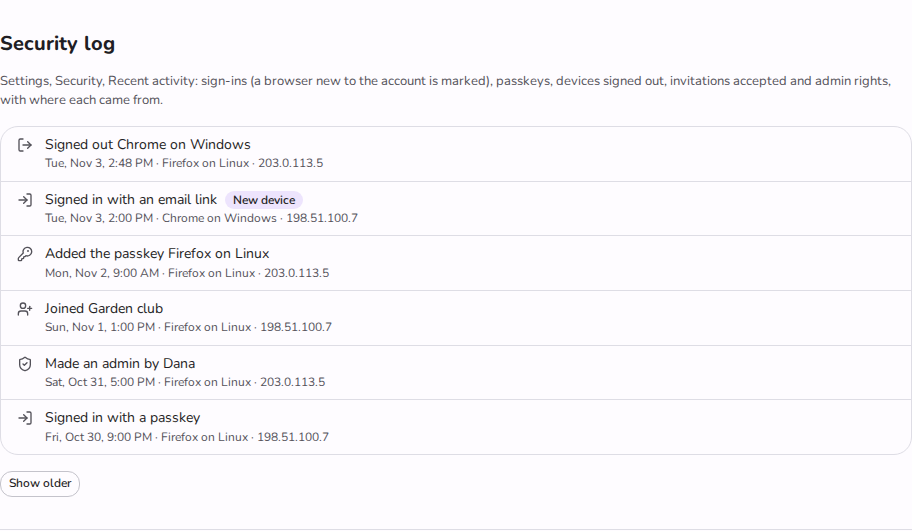 Security log
Settings, Security, Recent activity: sign-ins (a browser new to the account is marked), passkeys, devices signed out, invitations accepted and admin rights,
with where each came from.
Signed out Chrome on Windows
Tue, Nov 3, 2:48 PM · Firefox on Linux · 203.0.113.5
Signed in with an email link New device
Tue, Nov 3, 2:00 PM · Chrome on Windows · 198.51.100.7
Added the passkey Firefox on Linux
Mon, Nov 2, 9:00 AM · Firefox on Linux · 203.0.113.5
Joined Garden club
Sun, Nov 1, 1:00 PM · Firefox on Linux · 198.51.100.7
Made an admin by Dana
Sat, Oct 31, 5:00 PM · Firefox on Linux · 203.0.113.5
Signed in with a passkey
Fri, Oct 30, 9:00 PM · Firefox on Linux · 198.51.100.7
Show older